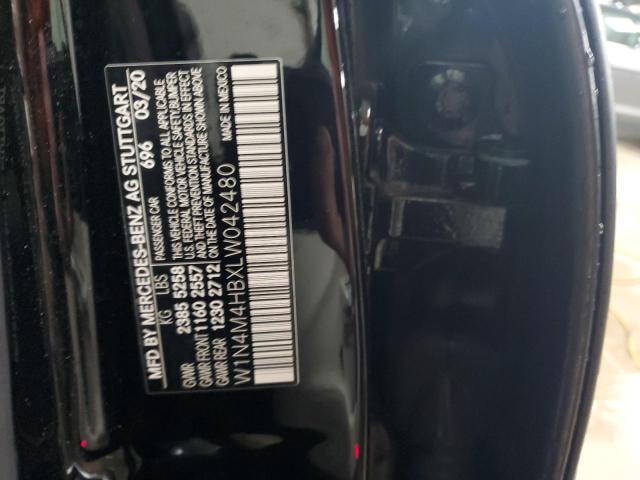 MFD BY MERCEDES-BENZ AG STUTTGART
PASSENGER CAR 696 03/20
KG LBS THIS VEHICLE CONFORMS TO ALL APPLICABLE
GVWR 2385 5258 U.S. FEDERAL MOTOR VEHICLE SAFETY/BUMPER
GAWR FRONT 1160 2557 AND THEFT PREVENTION STANDARDS IN EFFECT
GAWR REAR 1230 2712 ON THE DATE OF MANUFACTURE SHOWN ABOVE
W1N4M4HBXLW042480 MADE IN MEXICO